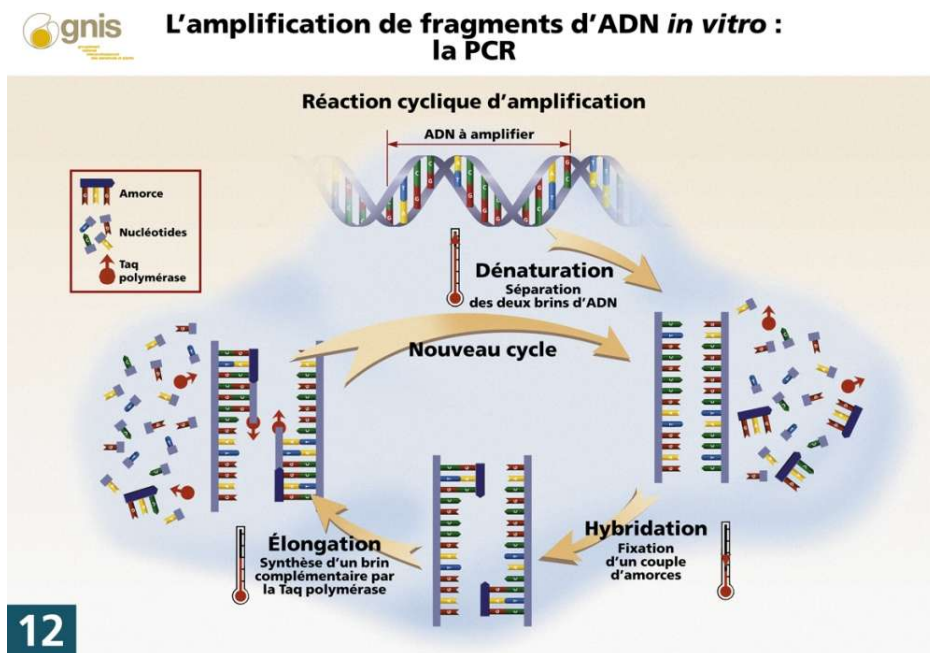 gnis
L'amplification de fragments d'ADN in vitro :
la PCR
Réaction cyclique d'amplification
ADN à amplifier
Amorce
Nucléotides
Taq
polymérase
Dénaturation
Séparation
des deux brins d'ADN
Nouveau cycle
Hybridation
Fixation
d'un couple
d'amorces
Élongation
Synthèse d'un brin
complémentaire par
la Taq polymérase
12